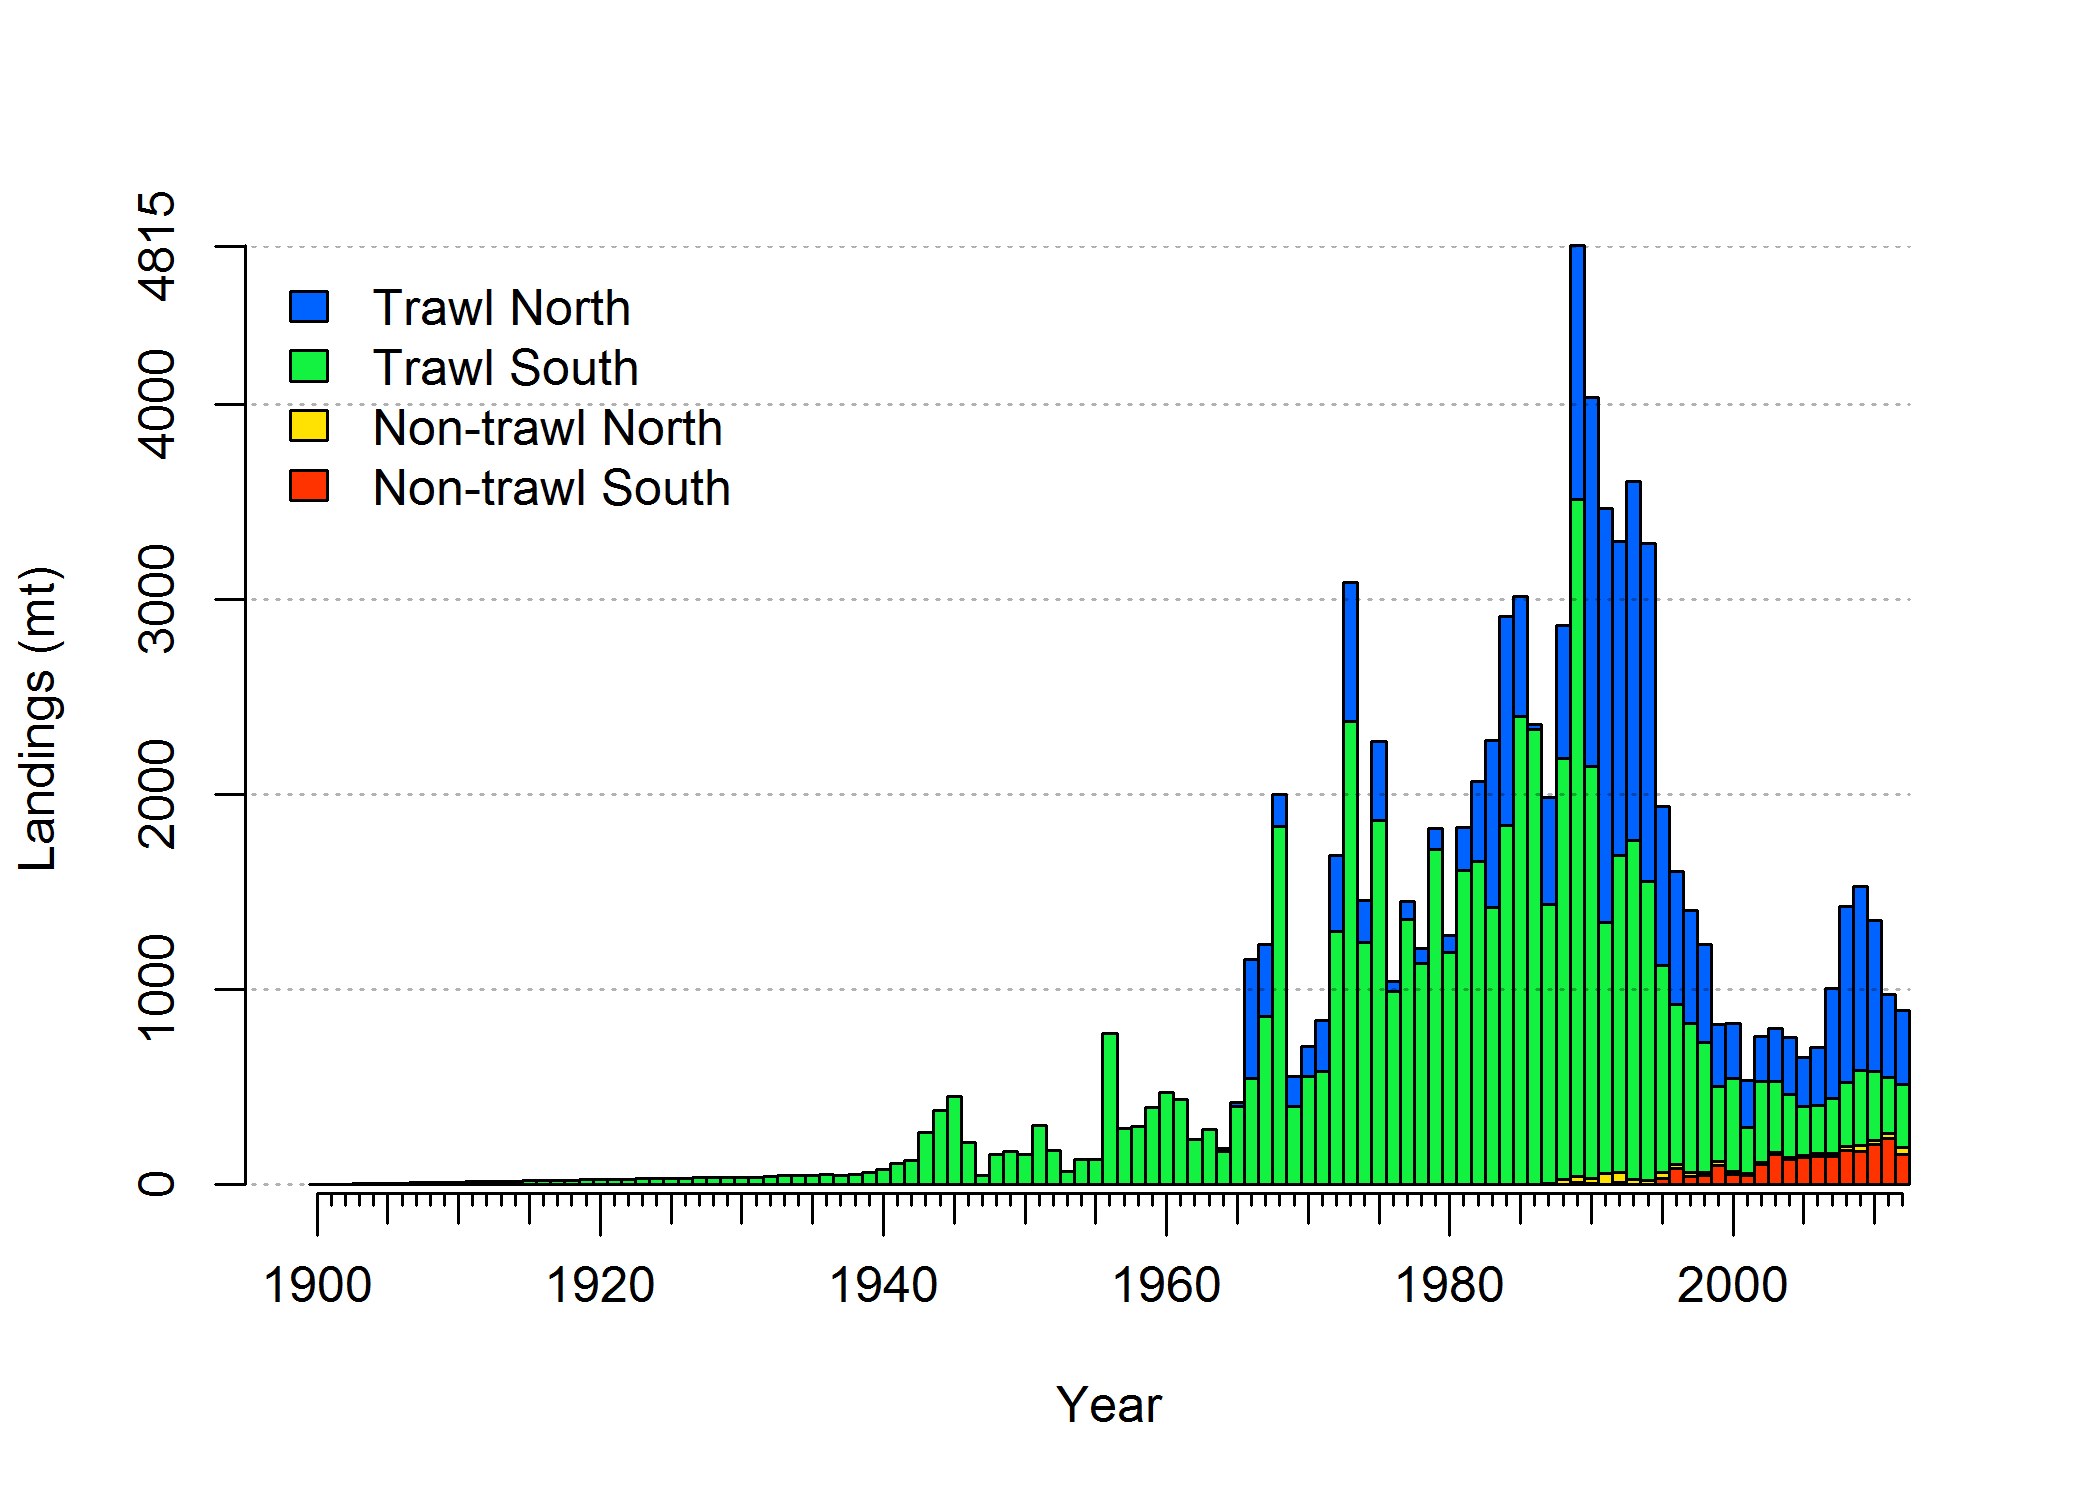 4815
4000
3000
2000
1000
0
Landings (mt)
Trawl North
Trawl South
Non-trawl North
Non-trawl South
1900 1920 1940 1960 1980 2000
Year